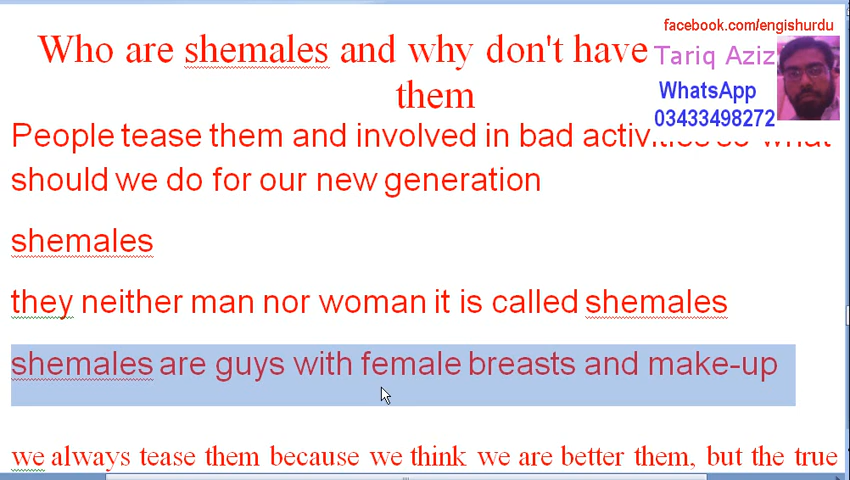 facebook.com/engishurdu
Who are shemales and why don't have
them
Tariq Aziz
WhatsApp
03433498272
People tease them and involved in bad activities so what
should we do for our new generation
shemales
they neither man nor woman it is called shemales
shemales are guys with female breasts and make-up
we always tease them because we think we are better them, but the true